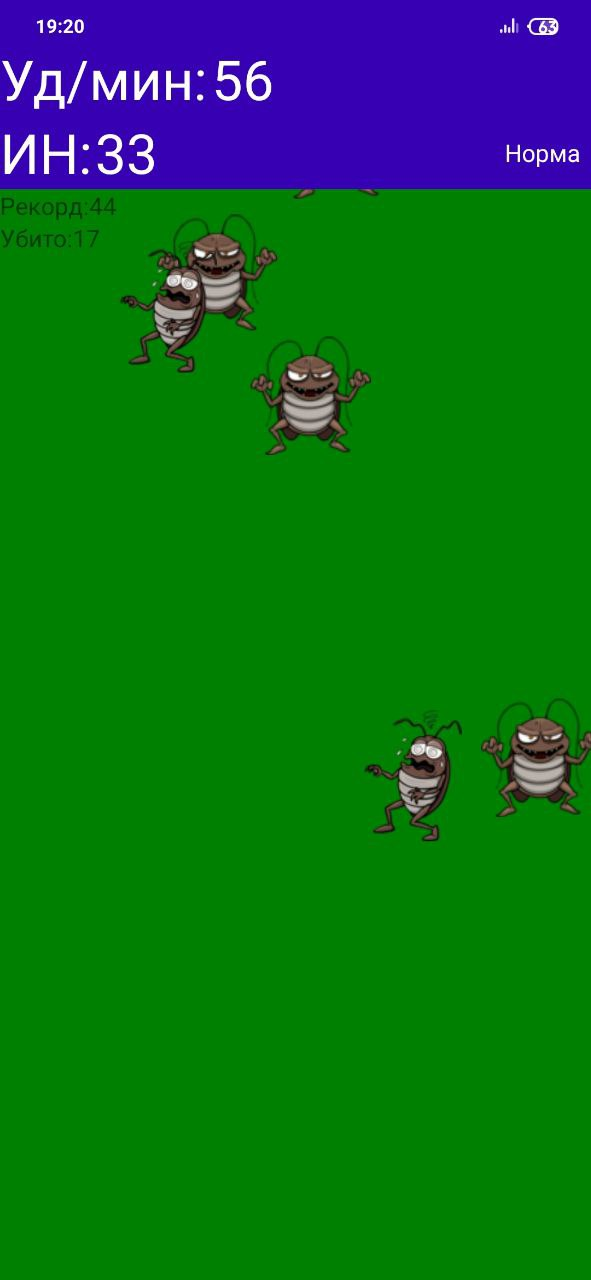 19:20 63
Уд/мин: 56
ИН: 33 Норма
Рекорд:44
Убито:17